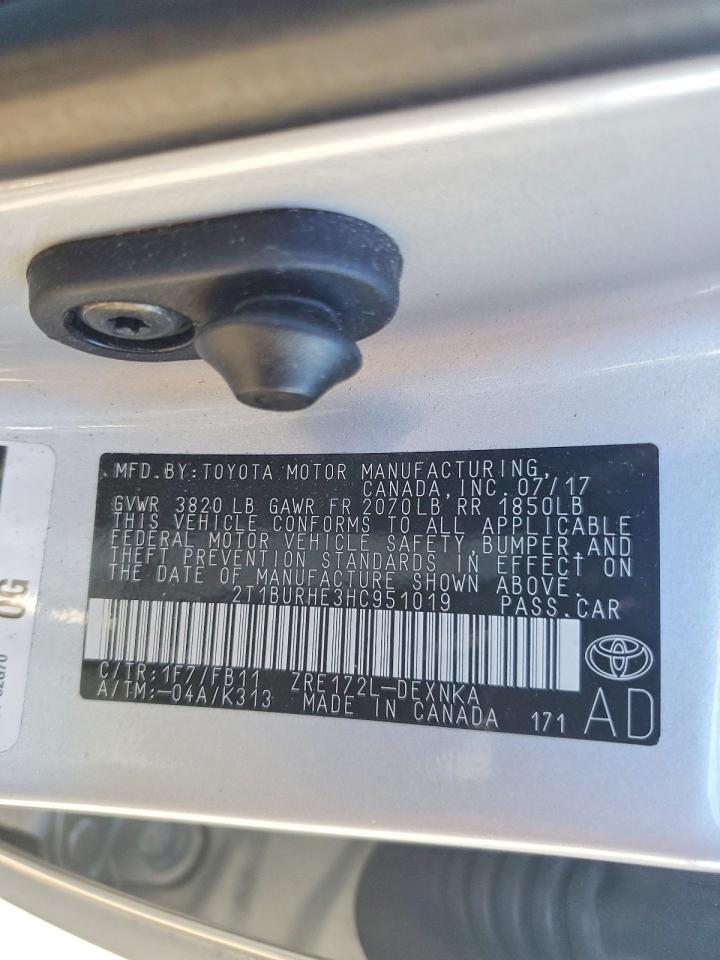 MFD. BY: TOYOTA MOTOR MANUFACTURING,
CANADA, INC. 07/17
GVWR 3820 LB GAWR FR 2070LB RR 1850LB
THIS VEHICLE CONFORMS TO ALL APPLICABLE
FEDERAL MOTOR VEHICLE SAFETY, BUMPER, AND
THEFT PREVENTION STANDARDS IN EFFECT ON
THE DATE OF MANUFACTURE SHOWN ABOVE.
2T1BURHE3HC951019 PASS. CAR
C/TR: 1F7/FB11 ZRE172L-DEXNKA
A/TM: -04A/K313 MADE IN CANADA 171 AD